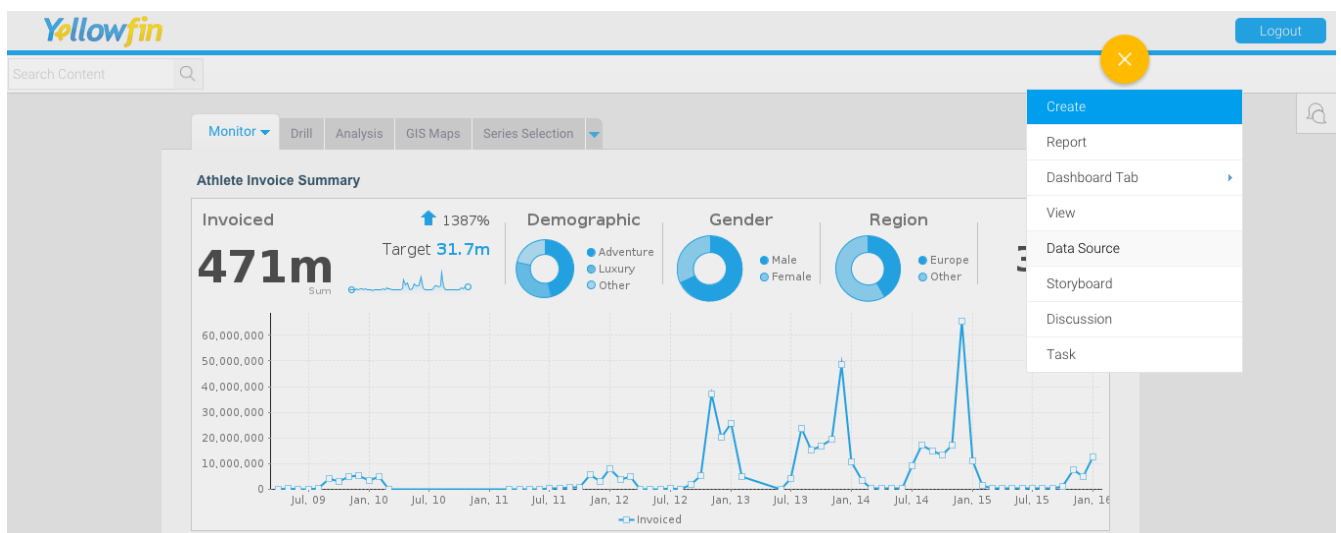 Yellowfin
Logout
Search Content
Create
Report
Dashboard Tab
View
Data Source
Storyboard
Discussion
Task
Monitor Drill Analysis GIS Maps Series Selection
Athlete Invoice Summary
Invoiced
1387%
471m
Sum
Target 31.7m
Demographic
Adventure
Luxury
Other
Gender
Male
Female
Region
Europe
Other
60,000,000
50,000,000
40,000,000
30,000,000
20,000,000
10,000,000
0
Jul, 09 Jan, 10 Jul, 10 Jan, 11 Jul, 11 Jan, 12 Jul, 12 Jan, 13 Jul, 13 Jan, 14 Jul, 14 Jan, 15 Jul, 15 Jan, 16
Invoiced